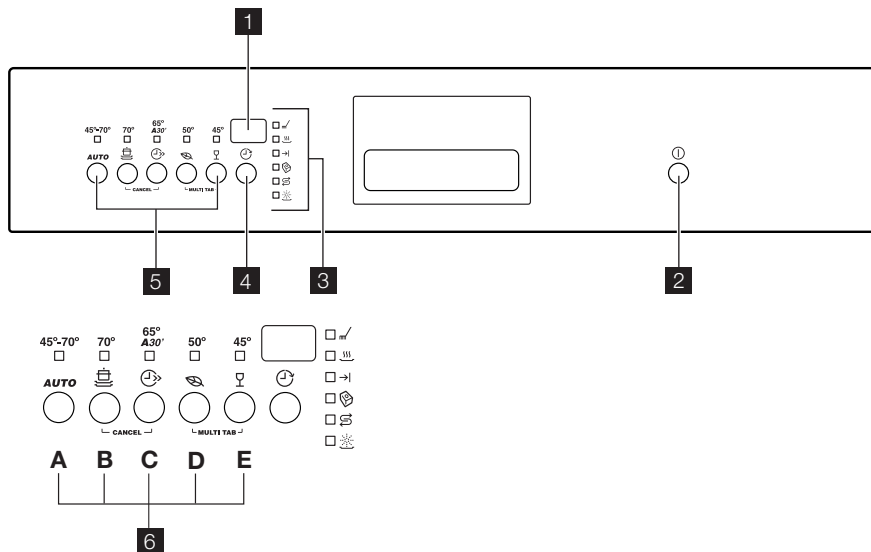 1
45°-70° 70° 65° A30' 50° 45°
AUTO
CANCEL MULTI TAB
5 4 3 2
45°-70° 70° 65° A30' 50° 45°
AUTO
CANCEL MULTI TAB
A B C D E
6